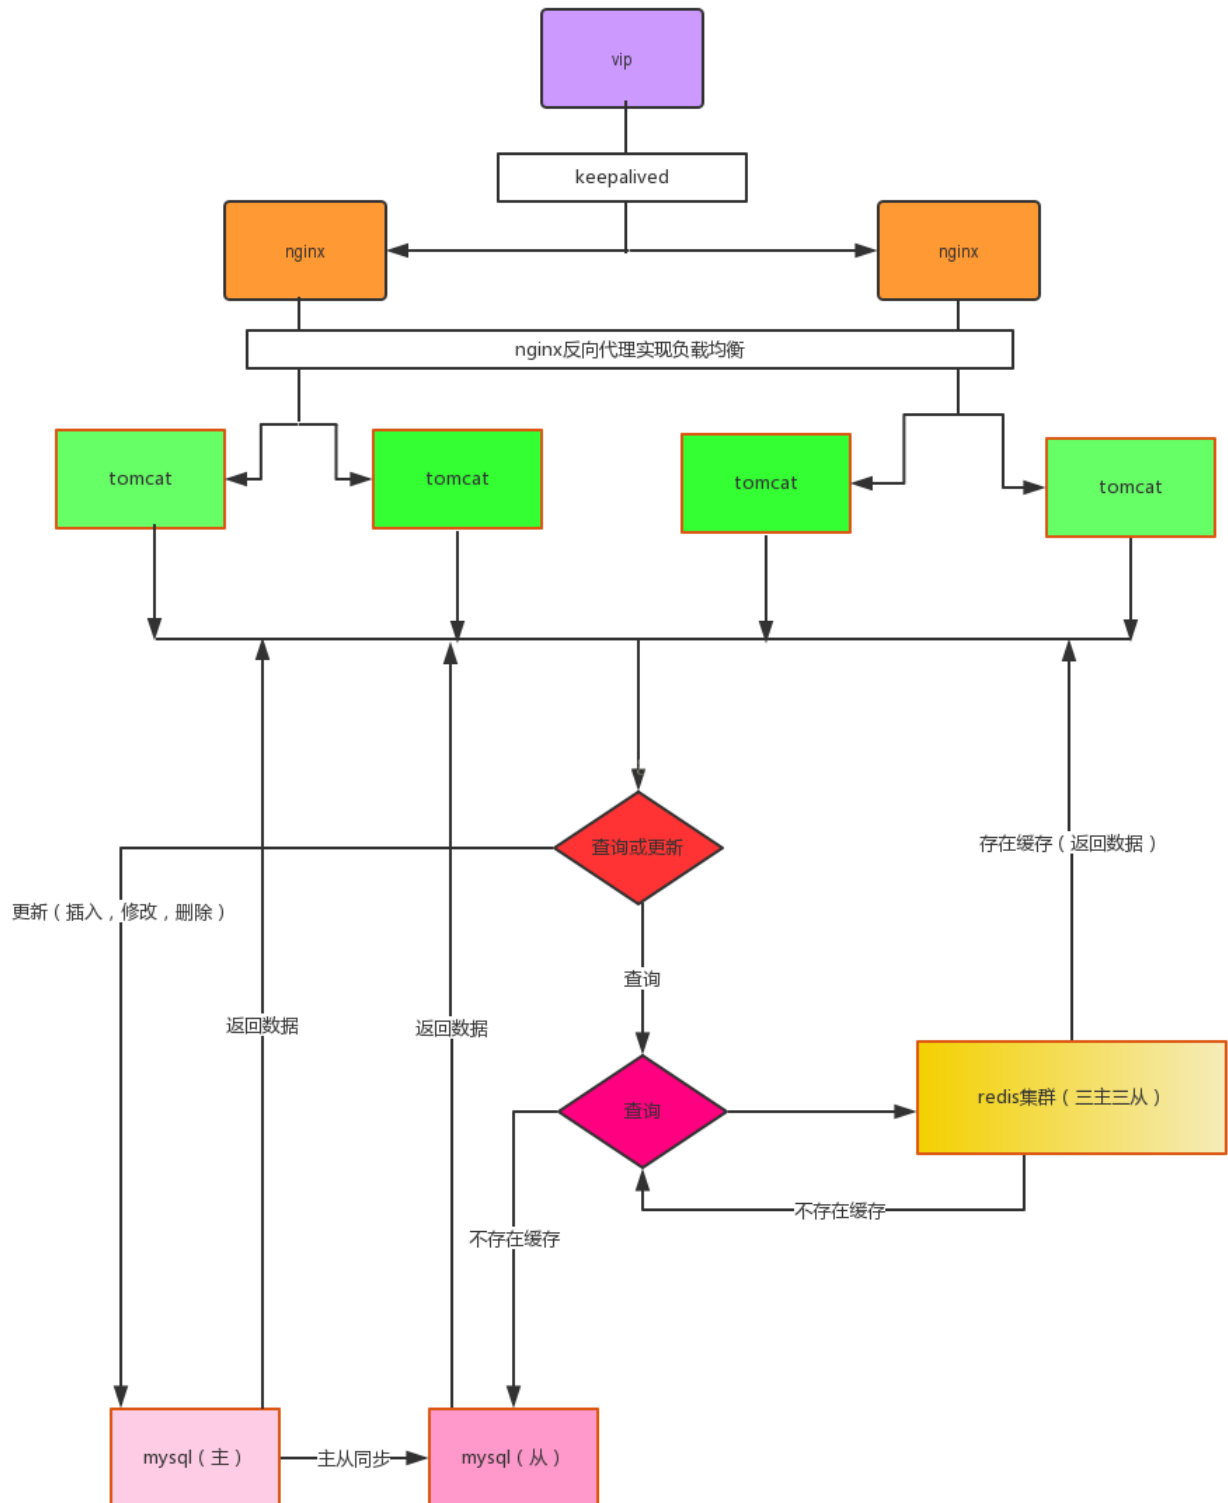 vip
keepalived
nginx
nginx
nginx反向代理实现负载均衡
tomcat
tomcat
tomcat
tomcat
查询或更新
存在缓存（返回数据）
更新（插入，修改，删除）
查询
返回数据
返回数据
redis集群（三主三从）
查询
不存在缓存
不存在缓存
mysql（主）
主从同步
mysql（从）